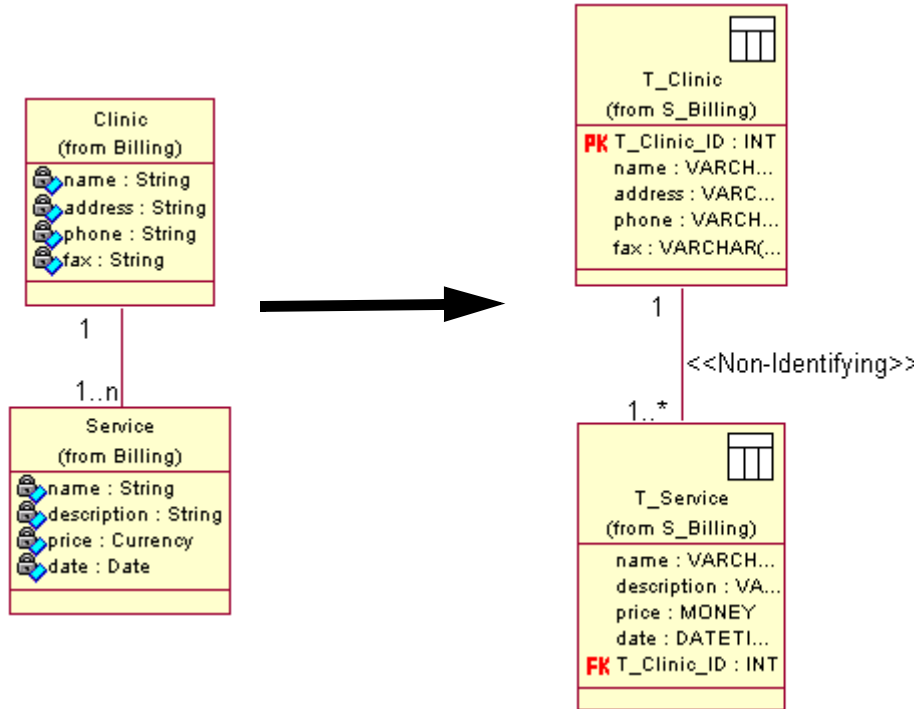 Clinic
(from Billing)
name : String
address : String
phone : String
fax : String
1
1..n
Service
(from Billing)
name : String
description : String
price : Currency
date : Date
T_Clinic
(from S_Billing)
PK T_Clinic_ID : INT
name : VARCH...
address : VARC...
phone : VARCH...
fax : VARCHAR(...
1
<<Non-Identifying>>
1..*
T_Service
(from S_Billing)
name : VARCH...
description : VA...
price : MONEY
date : DATETI...
FK T_Clinic_ID : INT